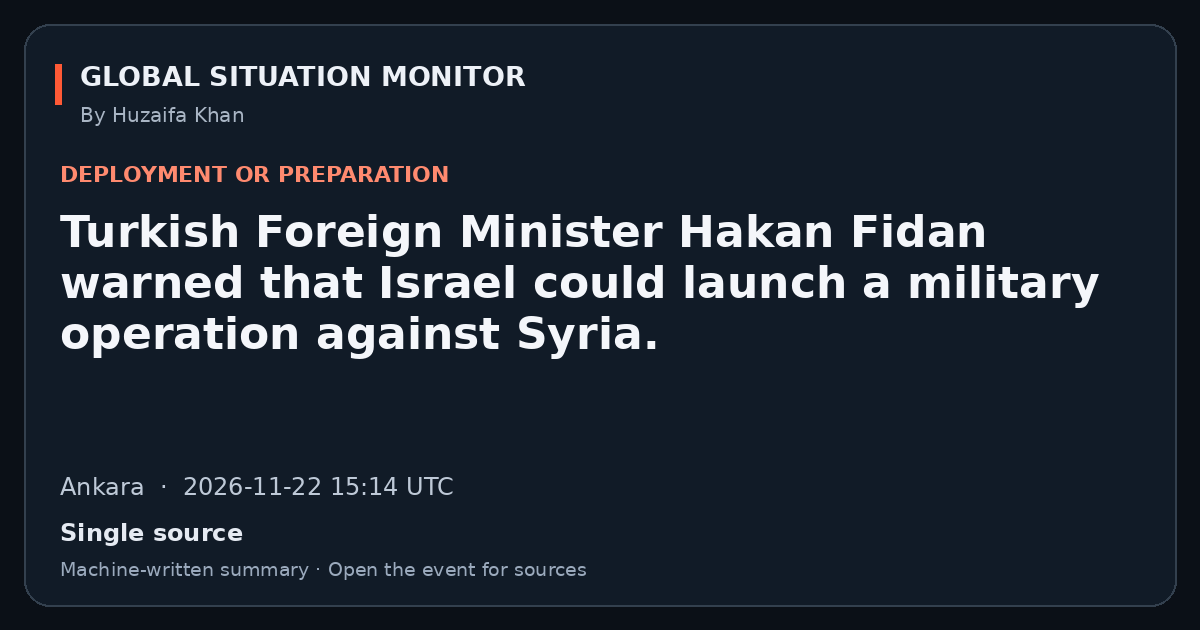 GLOBAL SITUATION MONITOR
By Huzaifa Khan
DEPLOYMENT OR PREPARATION
Turkish Foreign Minister Hakan Fidan
warned that Israel could launch a military
operation against Syria.
Ankara · 2026-11-22 15:14 UTC
Single source
Machine-written summary · Open the event for sources